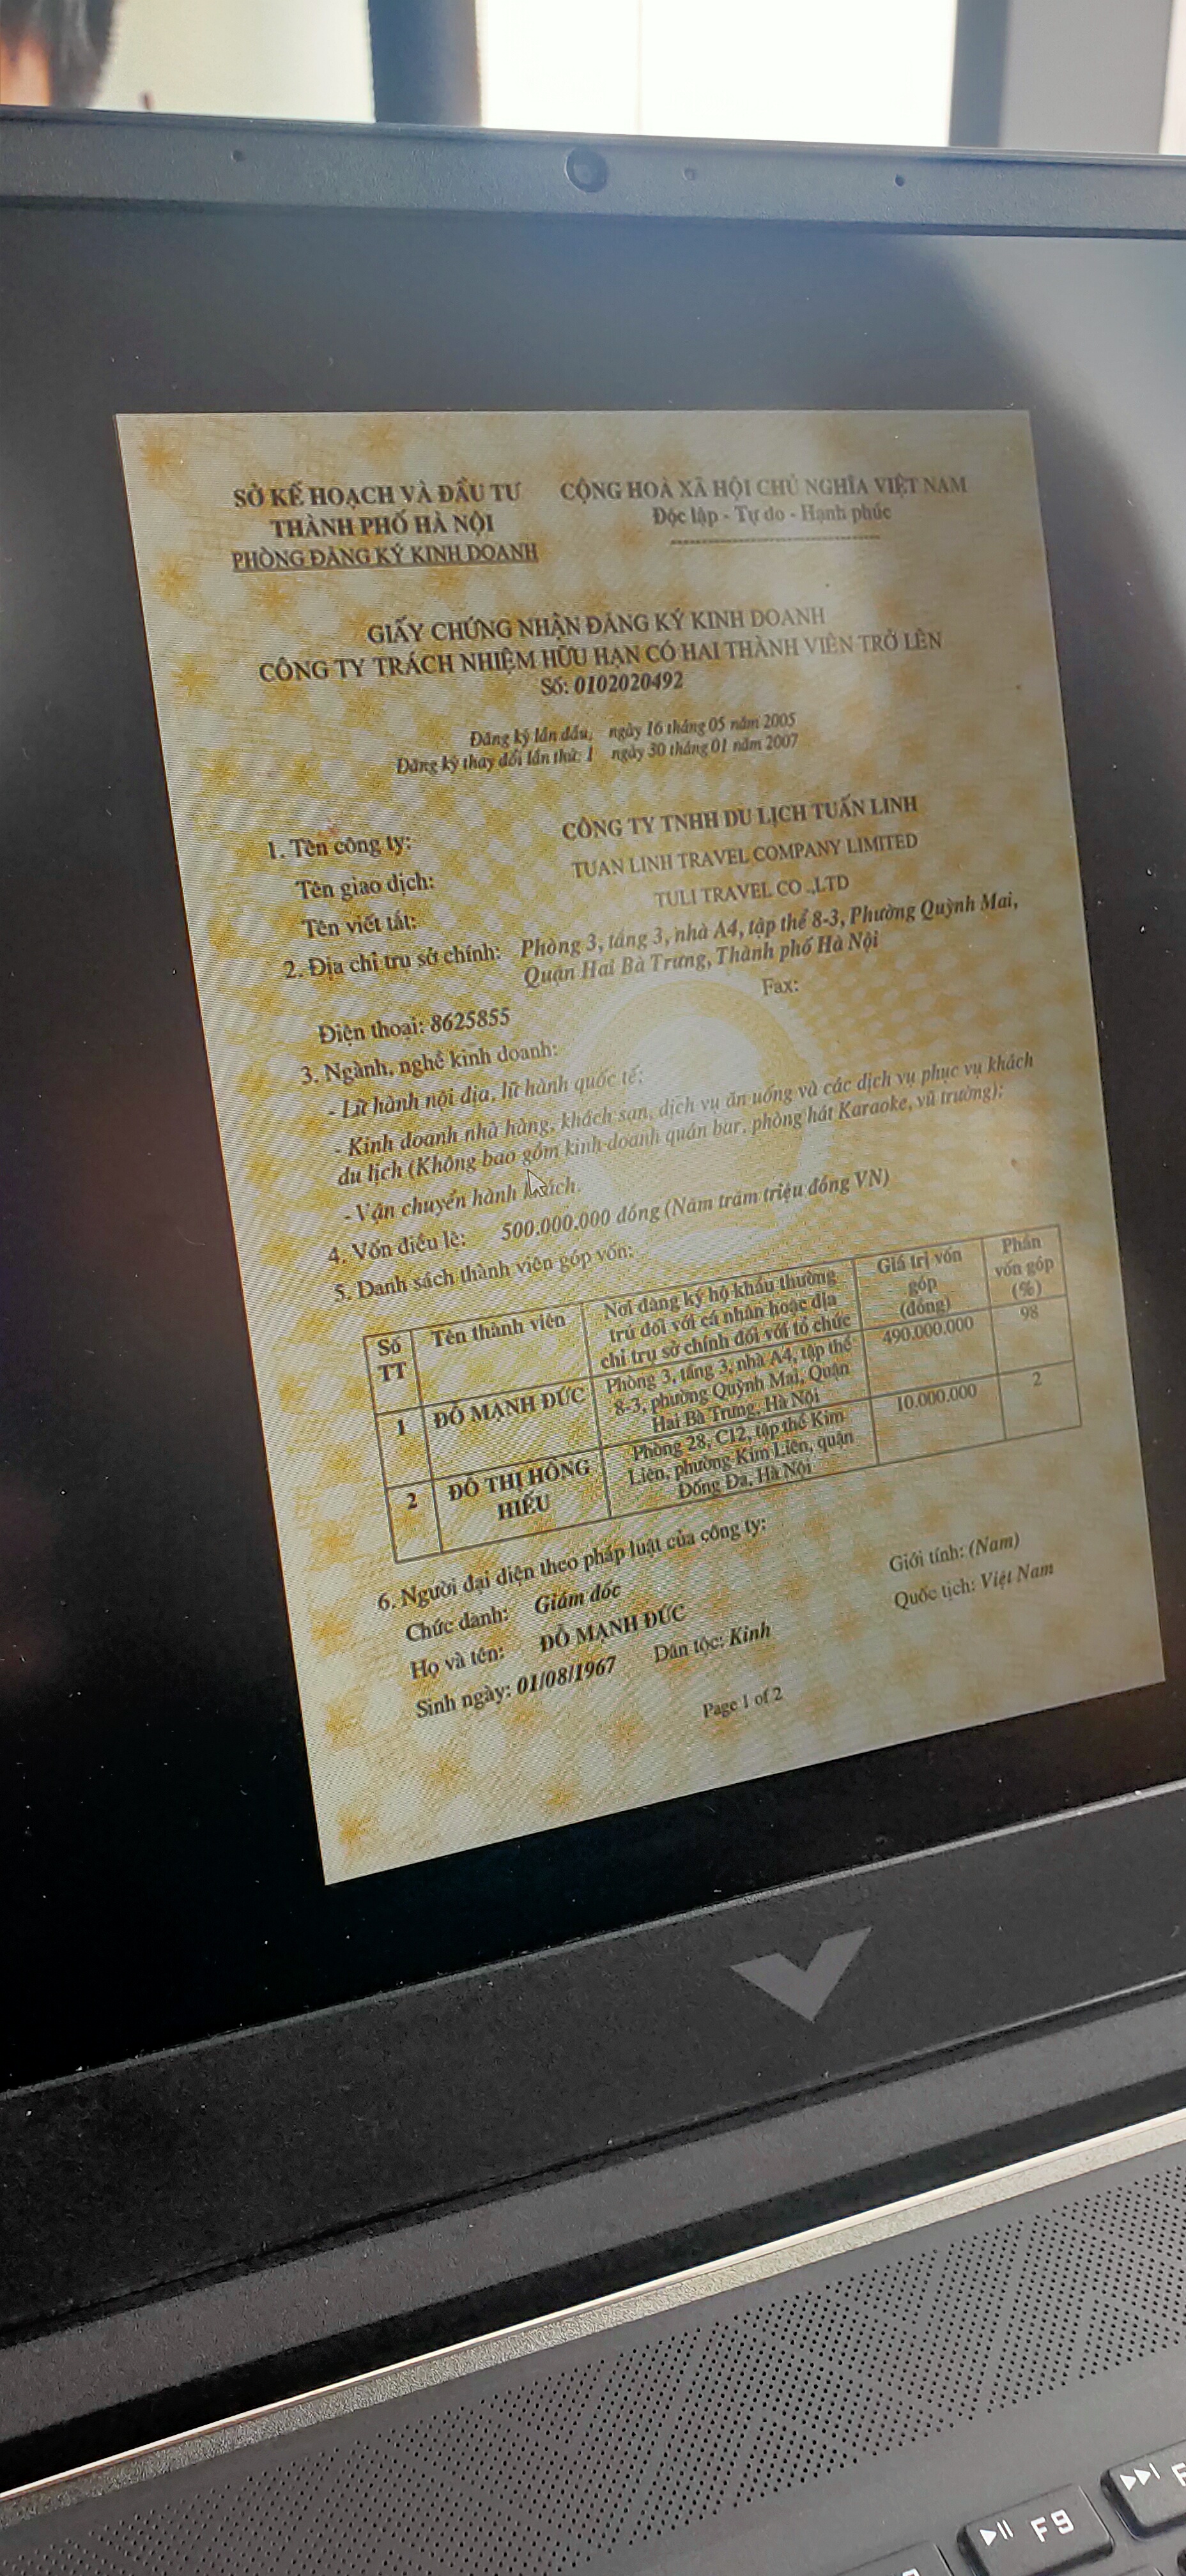 SỞ KẾ HOẠCH VÀ ĐẦU TƯ
THÀNH PHỐ HÀ NỘI
PHÒNG ĐĂNG KÝ KINH DOANH
CỘNG HOÀ XÃ HỘI CHỦ NGHĨA VIỆT NAM
Độc lập - Tự do - Hạnh phúc
GIẤY CHỨNG NHẬN ĐĂNG KÝ KINH DOANH
CÔNG TY TRÁCH NHIỆM HỮU HẠN CÓ HAI THÀNH VIÊN TRỞ LÊN
Số: 0102020492
Đăng ký lần đầu, ngày 16 tháng 05 năm 2005
Đăng ký thay đổi lần thứ: 1 ngày 30 tháng 01 năm 2007
1. Tên công ty: CÔNG TY TNHH DU LỊCH TUẤN LINH
Tên giao dịch: TUAN LINH TRAVEL COMPANY LIMITED
Tên viết tắt: TULI TRAVEL CO .,LTD
2. Địa chỉ trụ sở chính: Phòng 3, tầng 3, nhà A4, tập thể 8-3, Phường Quỳnh Mai,
Quận Hai Bà Trưng, Thành phố Hà Nội
Điện thoại: 8625855 Fax:
3. Ngành, nghề kinh doanh:
- Lữ hành nội địa, lữ hành quốc tế;
- Kinh doanh nhà hàng, khách sạn, dịch vụ ăn uống và các dịch vụ phục vụ khách
du lịch (Không bao gồm kinh doanh quán bar, phòng hát Karaoke, vũ trường);
- Vận chuyển hành khách.
4. Vốn điều lệ: 500.000.000 đồng (Năm trăm triệu đồng VN)
5. Danh sách thành viên góp vốn:
Số
TT
Tên thành viên
Nơi đăng ký hộ khẩu thường
trú đối với cá nhân hoặc địa
chỉ trụ sở chính đối với tổ chức
Giá trị vốn
góp
(đồng)
Phần
vốn góp
(%)
1
ĐỖ MẠNH ĐỨC
Phòng 3, tầng 3, nhà A4, tập thể
8-3, phường Quỳnh Mai, Quận
Hai Bà Trưng, Hà Nội
490.000.000
98
2
ĐỖ THỊ HỒNG
HIẾU
Phòng 28, C12, tập thể Kim
Liên, phường Kim Liên, quận
Đống Đa, Hà Nội
10.000.000
2
6. Người đại diện theo pháp luật của công ty:
Chức danh: Giám đốc
Họ và tên: ĐỖ MẠNH ĐỨC Giới tính: (Nam)
Sinh ngày: 01/08/1967 Dân tộc: Kinh Quốc tịch: Việt Nam
Page 1 of 2
F9